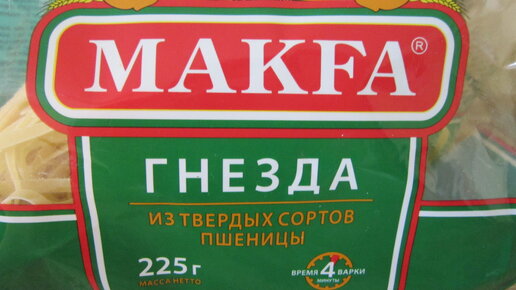 MAKFA®
ГНЕЗДА
ИЗ ТВЕРДЫХ СОРТОВ
ПШЕНИЦЫ
225 г
МАССА НЕТТО
ВРЕМЯ 4 ВАРКИ
МИНУТЫ